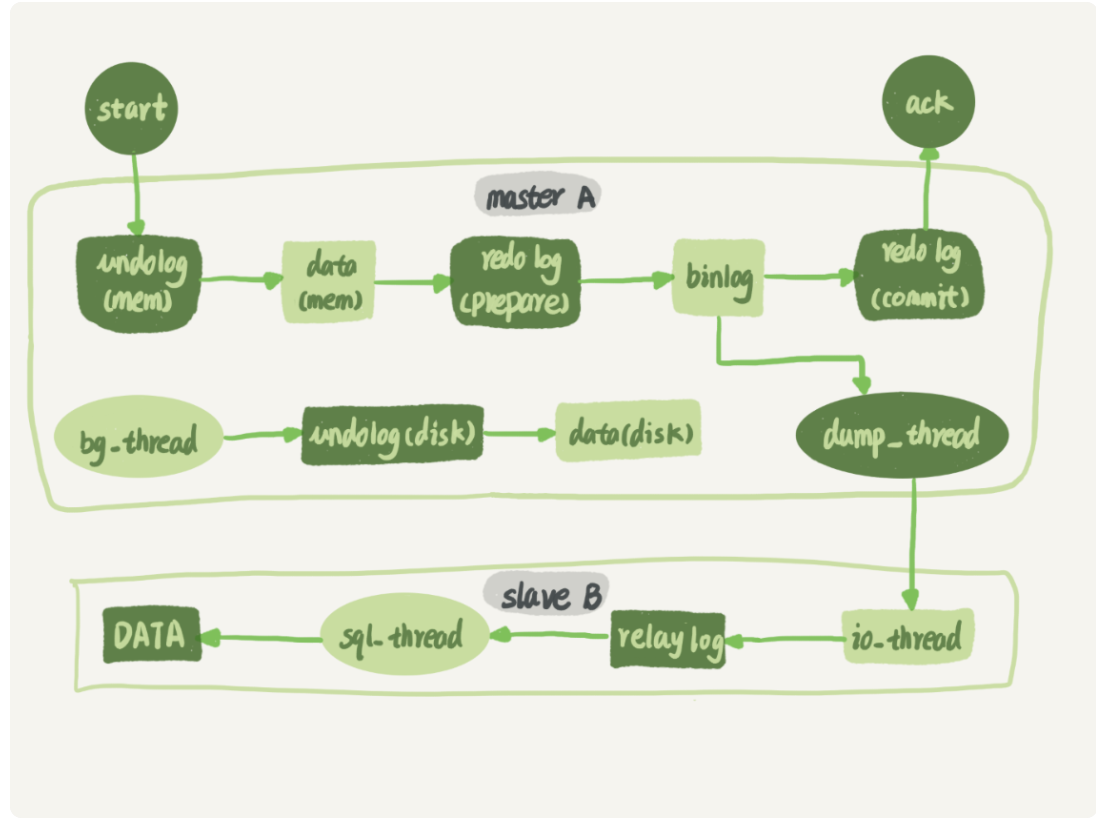 start
ack
master A
undolog
(mem)
data
(mem)
redo log
(prepare)
binlog
redo log
(commit)
bg_thread
undolog(disk)
data(disk)
dump_thread
slave B
DATA
sql_thread
relay log
io_thread